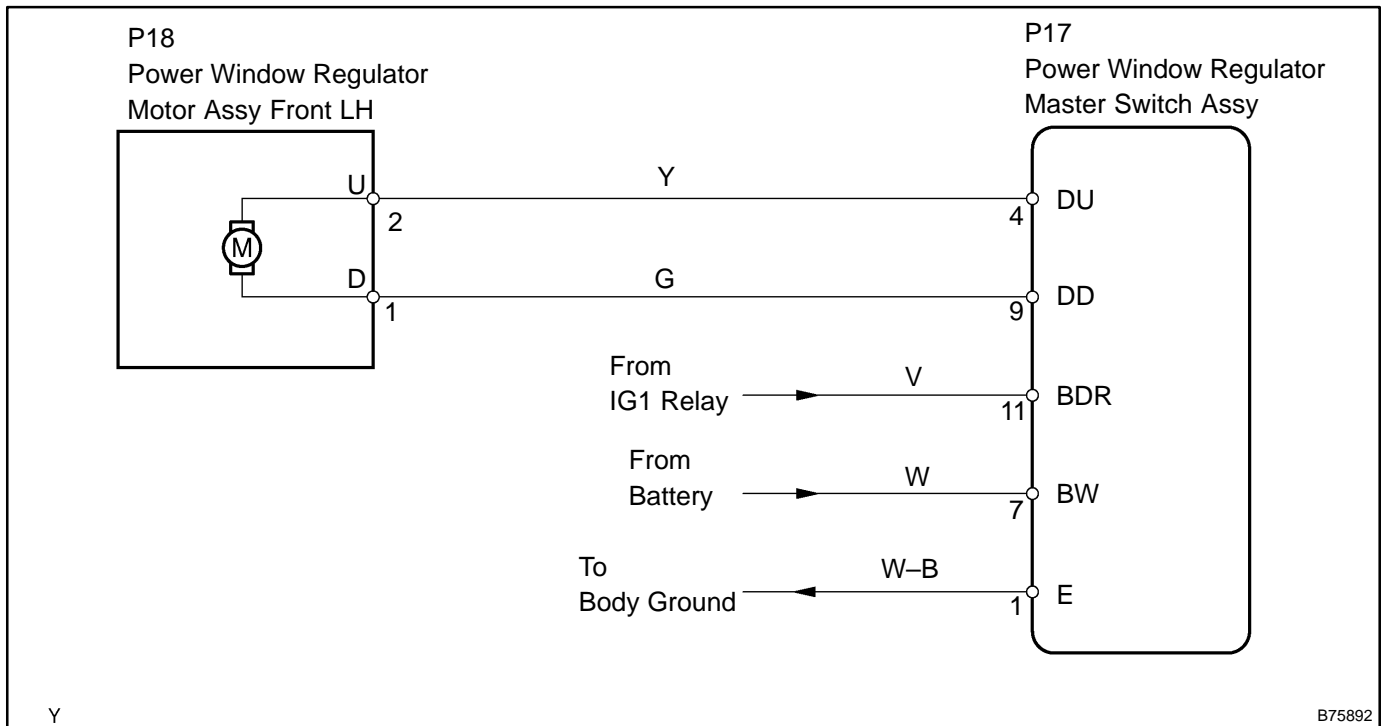 P18
Power Window Regulator
Motor Assy Front LH
P17
Power Window Regulator
Master Switch Assy
U
Y
DU
2
4
M
D
G
DD
1
9
From
IG1 Relay
V
BDR
11
From
Battery
W
BW
7
To
Body Ground
W–B
E
1
Y
B75892